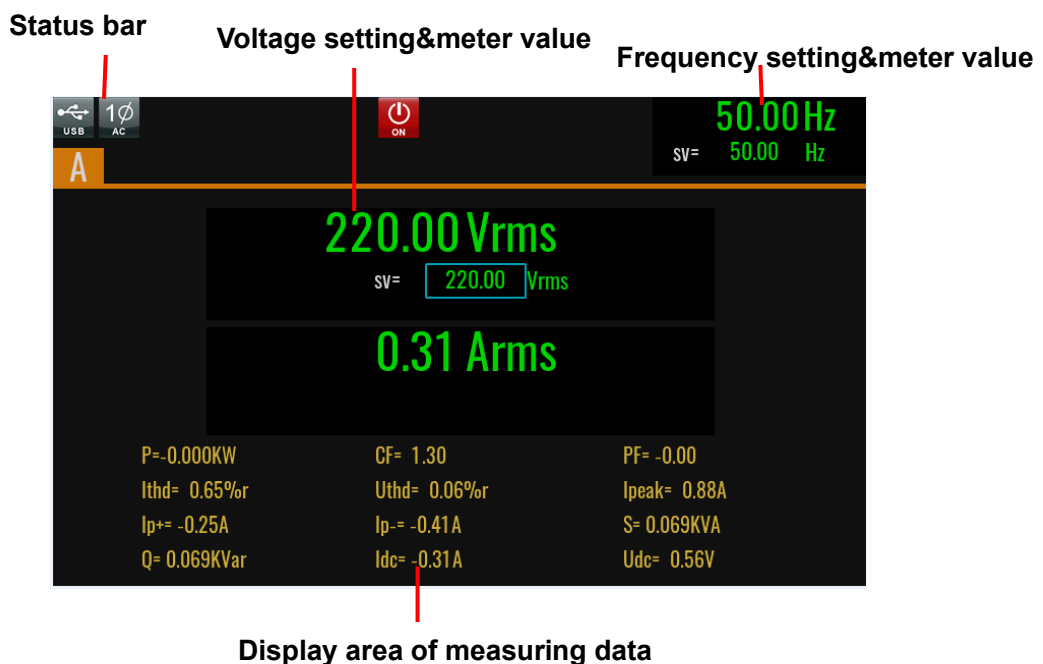 Status bar
Voltage setting&meter value
Frequency setting&meter value
USB
1Ø
AC
ON
50.00Hz
SV= 50.00 Hz
A
220.00Vrms
SV= 220.00 Vrms
0.31 Arms
P=-0.000KW CF= 1.30 PF= -0.00
Ithd= 0.65%r Uthd= 0.06%r Ipeak= 0.88A
Ip+= -0.25A Ip-= -0.41A S= 0.069KVA
Q= 0.069KVar Idc= -0.31A Udc= 0.56V
Display area of measuring data